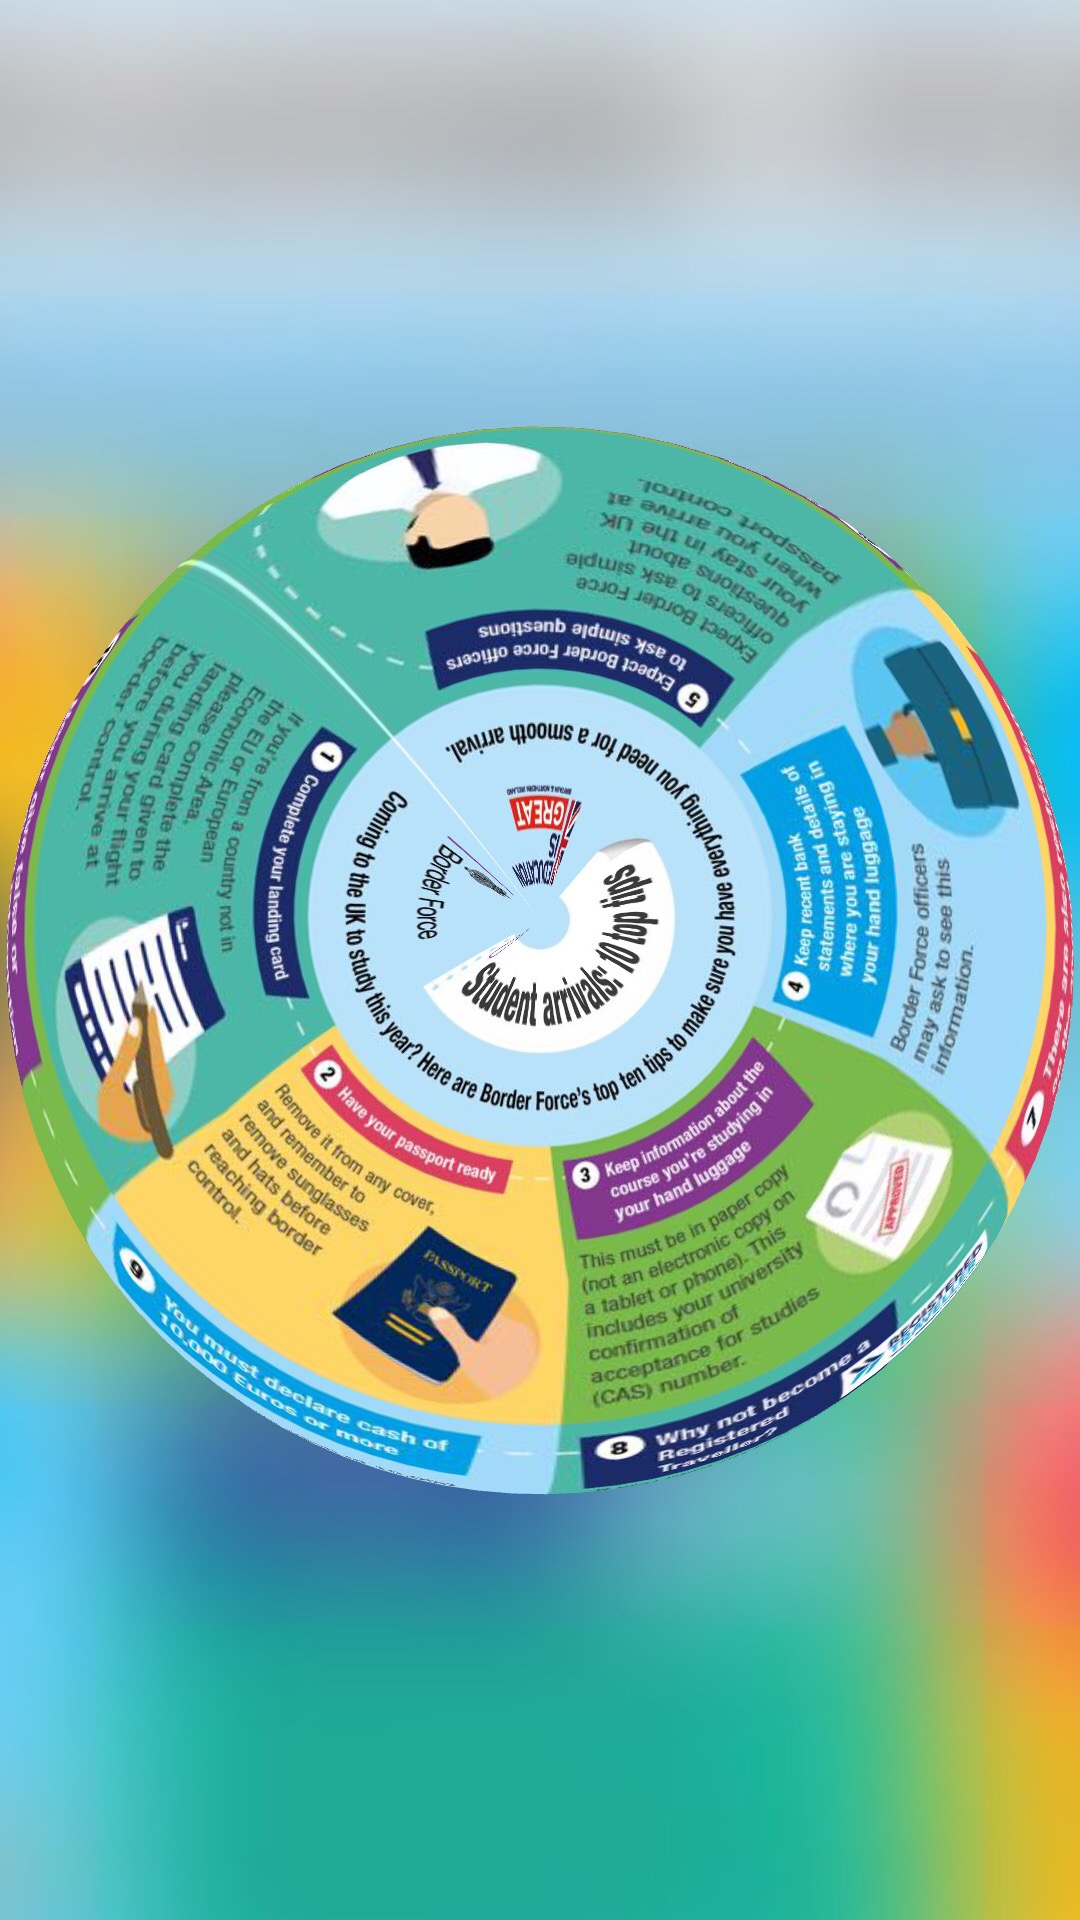 Border Force
EDUCATION
IS
GREAT
BRITAIN & NORTHERN IRELAND
Student arrivals: 10 top tips
Coming to the UK to study this year? Here are Border Force's top ten tips to make sure you have everything you need for a smooth arrival.
1 Complete your landing card
If you're from a country not in
the EU or European
Economic Area,
please complete the
landing card given to
you during your flight
before you arrive at
border control.
2 Have your passport ready
Remove it from any cover,
and remember to
remove sunglasses
and hats before
reaching border
control.
PASSPORT
3 Keep information about the
course you're studying in
your hand luggage
This must be in paper copy
(not an electronic copy on
a tablet or phone). This
includes your university
confirmation of
acceptance for studies
(CAS) number.
APPROVED
4 Keep recent bank
statements and details of
where you are staying in
your hand luggage
Border Force officers
may ask to see this
information.
5 Expect Border Force officers
to ask simple questions
Expect Border Force
officers to ask simple
questions about
your stay in the UK
when you arrive at
passport control.
7 There are also
8 Why not become a
Registered
Traveller?
REGISTERED
TRAVELLER
9 You must declare cash of
10,000 Euros or more